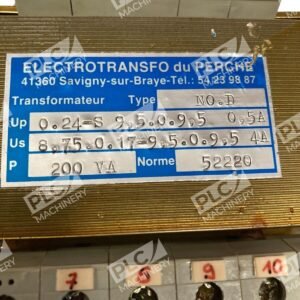 ELECTROTRANSFO du PERCHE
41360 Savigny-sur-Braye-Tel.: 54 23 98 87
Transformateur Type NO.D
Up 0.24-S 9,5.0.9,5 0,5A
Us 8,75.0.17-9,5.0.9,5 4A
P 200 VA Norme 52220
7 8 9 10
PLC
MACHINERY